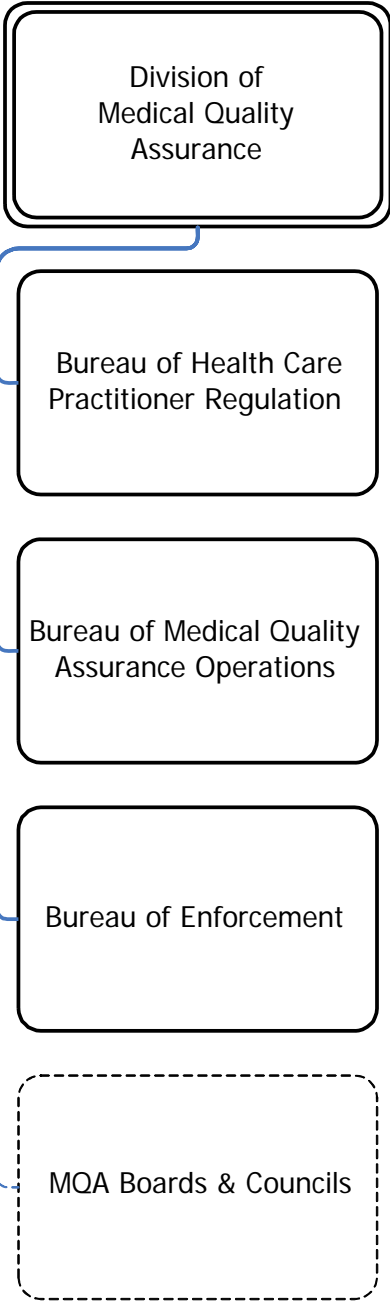 Division of
Medical Quality
Assurance
Bureau of Health Care
Practitioner Regulation
Bureau of Medical Quality
Assurance Operations
Bureau of Enforcement
MQA Boards & Councils